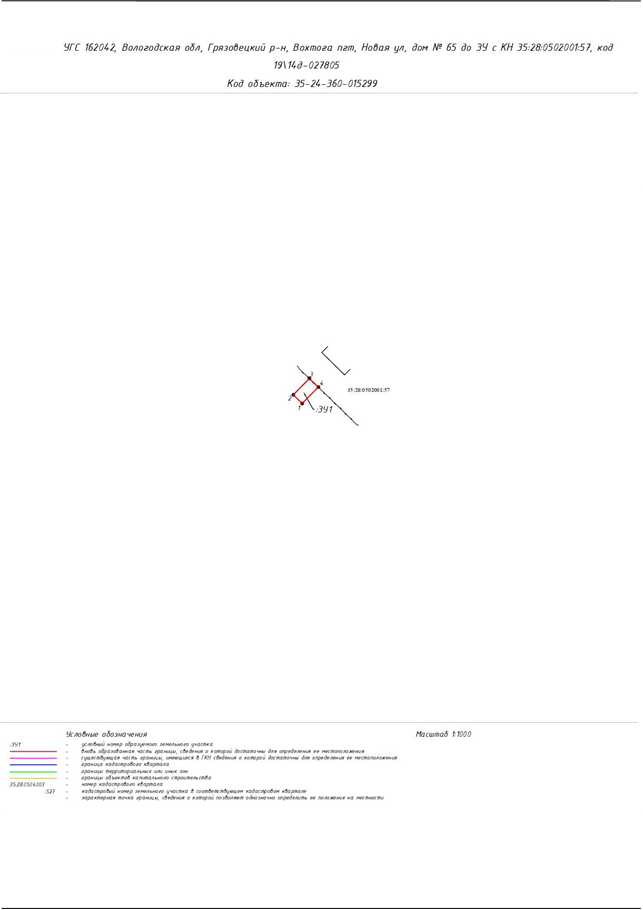 УГС 162042, Вологодская обл, Грязовецкий р-н, Вохтога пгт, Новая ул, дом № 65 до ЗУ с КН 35:28:0502001:57, код
19\14д-027805
Код объекта: 35-24-360-015299
3
4
35:28:0502001:57
2
1
:ЗУ1
Условные обозначения
Масштаб 1:1000
:ЗУ1 - условный номер образуемого земельного участка
- вновь образованная часть границы, сведения о которой достаточны для определения ее местоположения
- существующая часть границы, имеющиеся в ГКН сведения о которой достаточны для определения ее местоположения
- граница кадастрового квартала
- границы территориальных или иных зон
- границы объектов капитального строительства
35:28:0504003 - номер кадастрового квартала
:527 - кадастровый номер земельного участка в соответствующем кадастровом квартале
- характерная точка границы, сведения о которой позволяют однозначно определить ее положение на местности